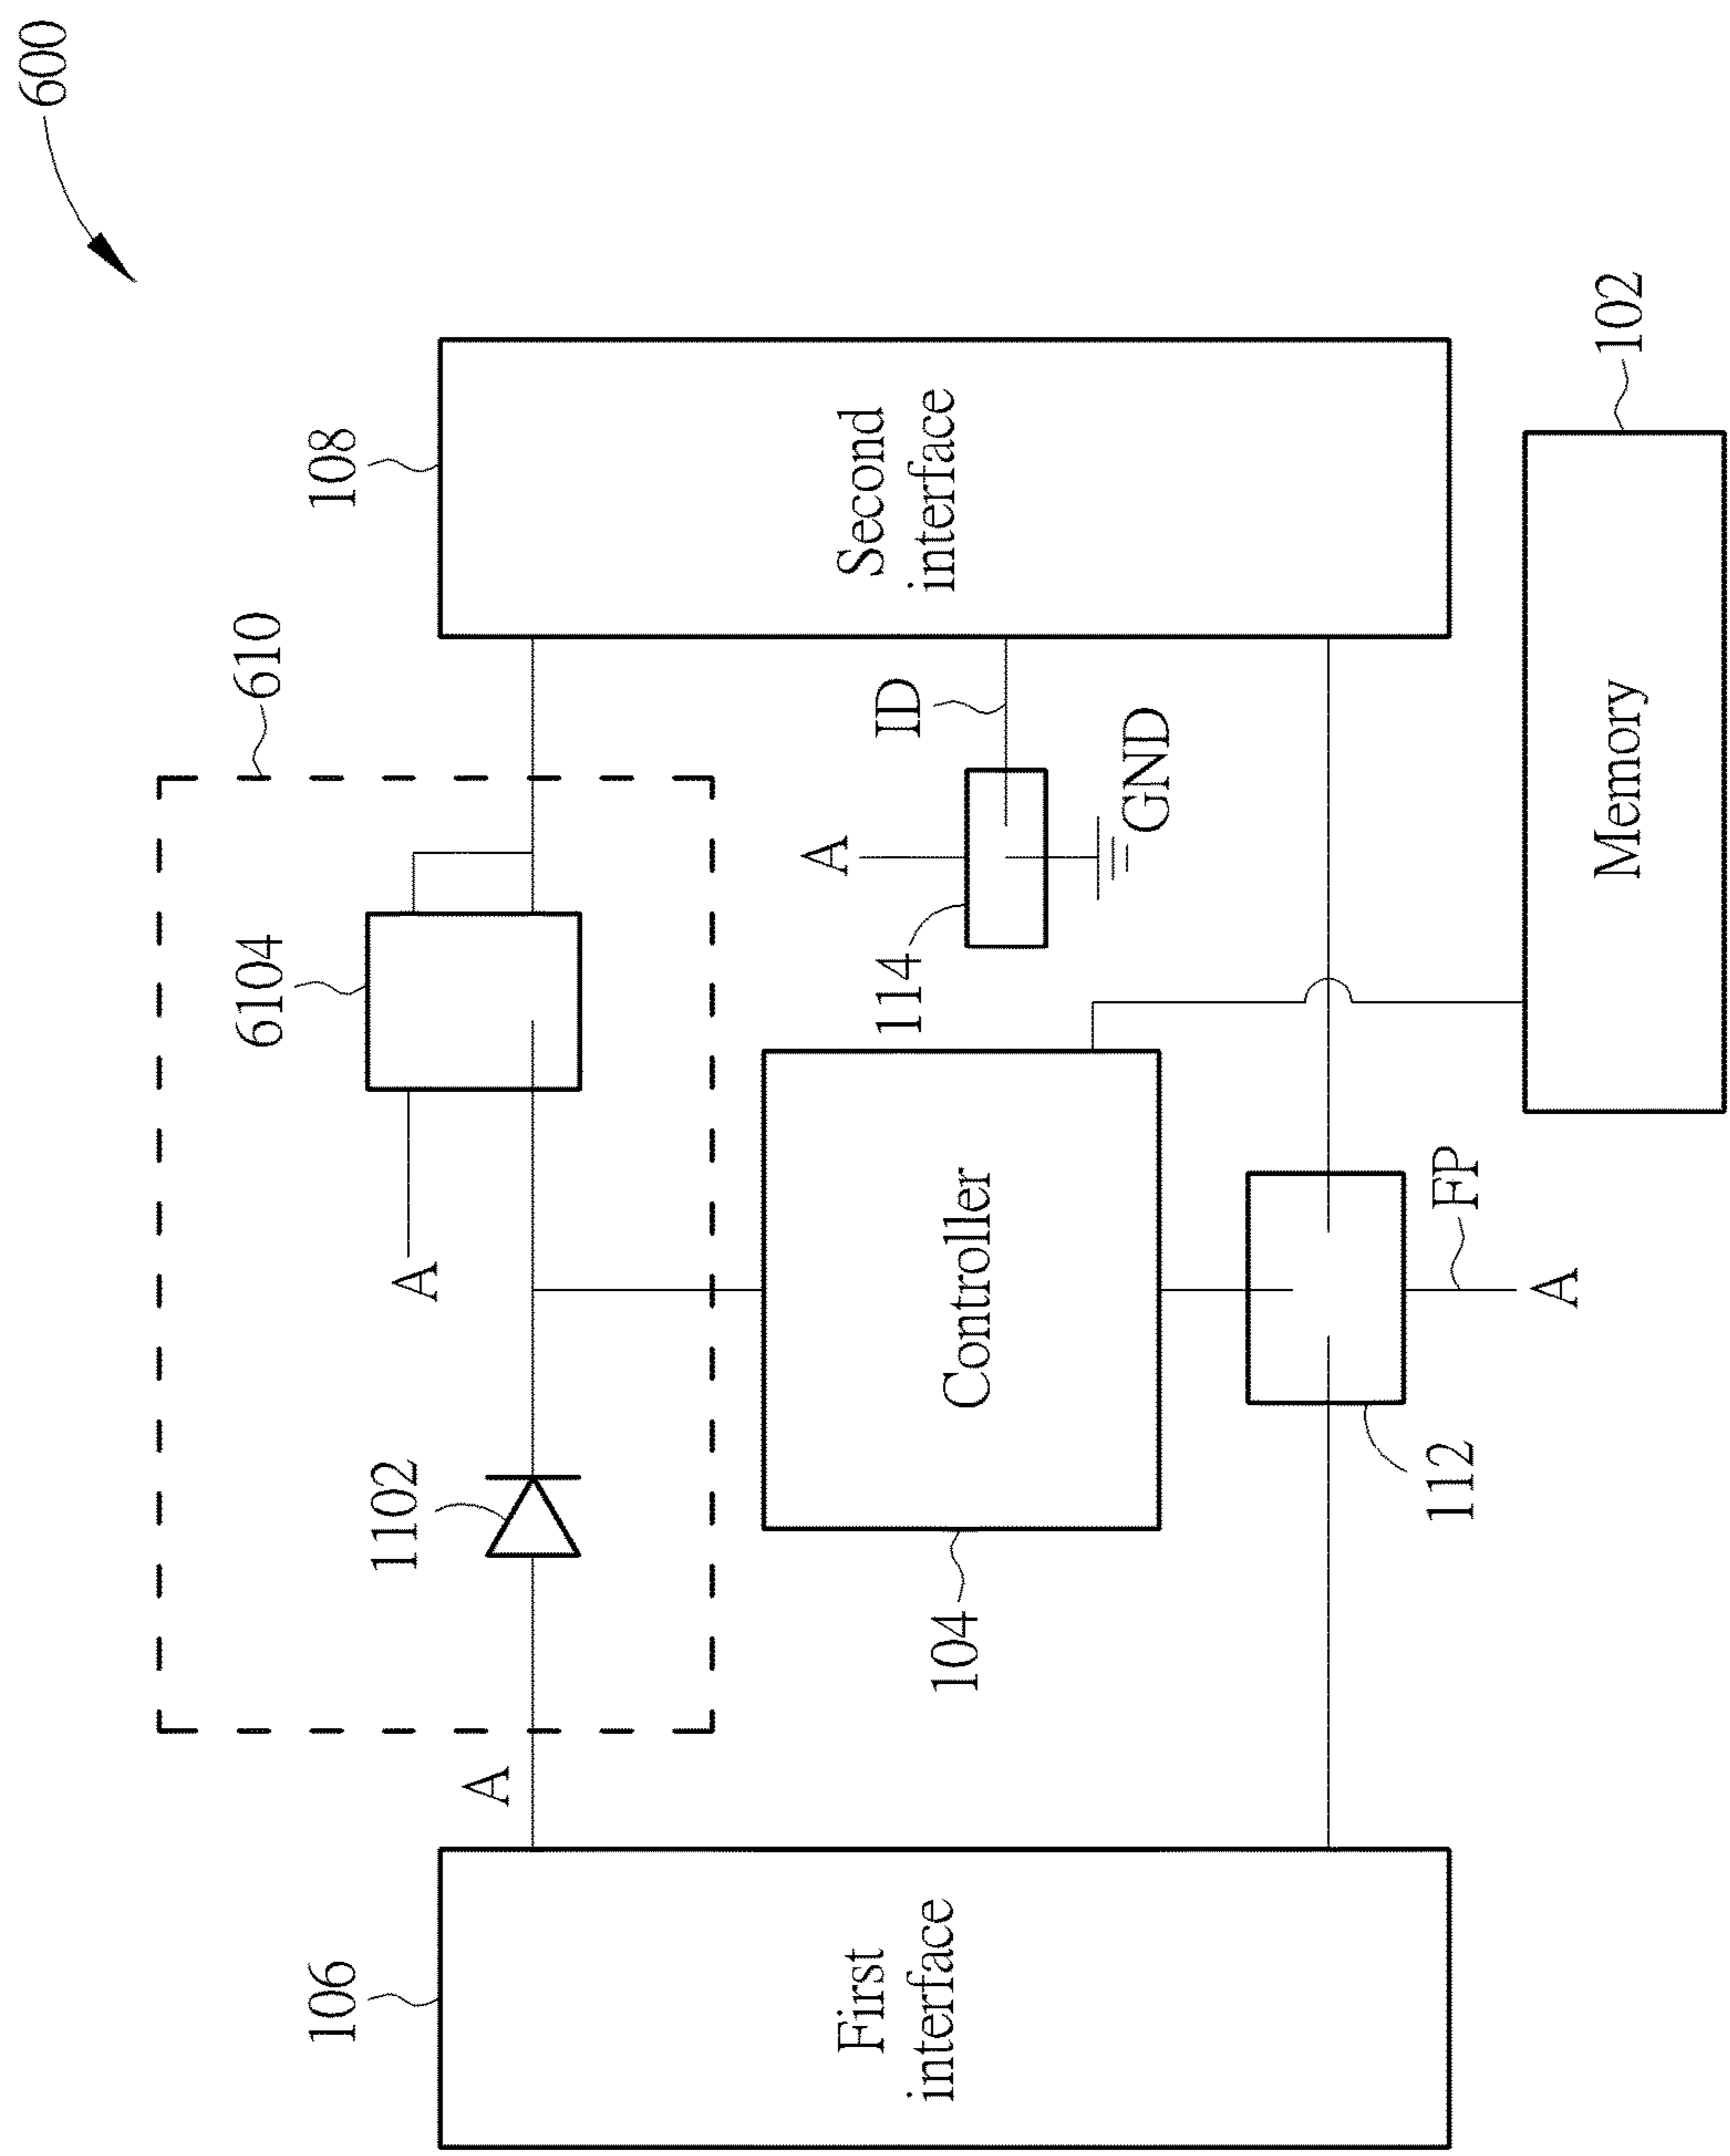 600
610
6104
1102
A
A
106
108
First
interface
Second
interface
Controller
104
114
A
ID
GND
112
FP
A
Memory
102